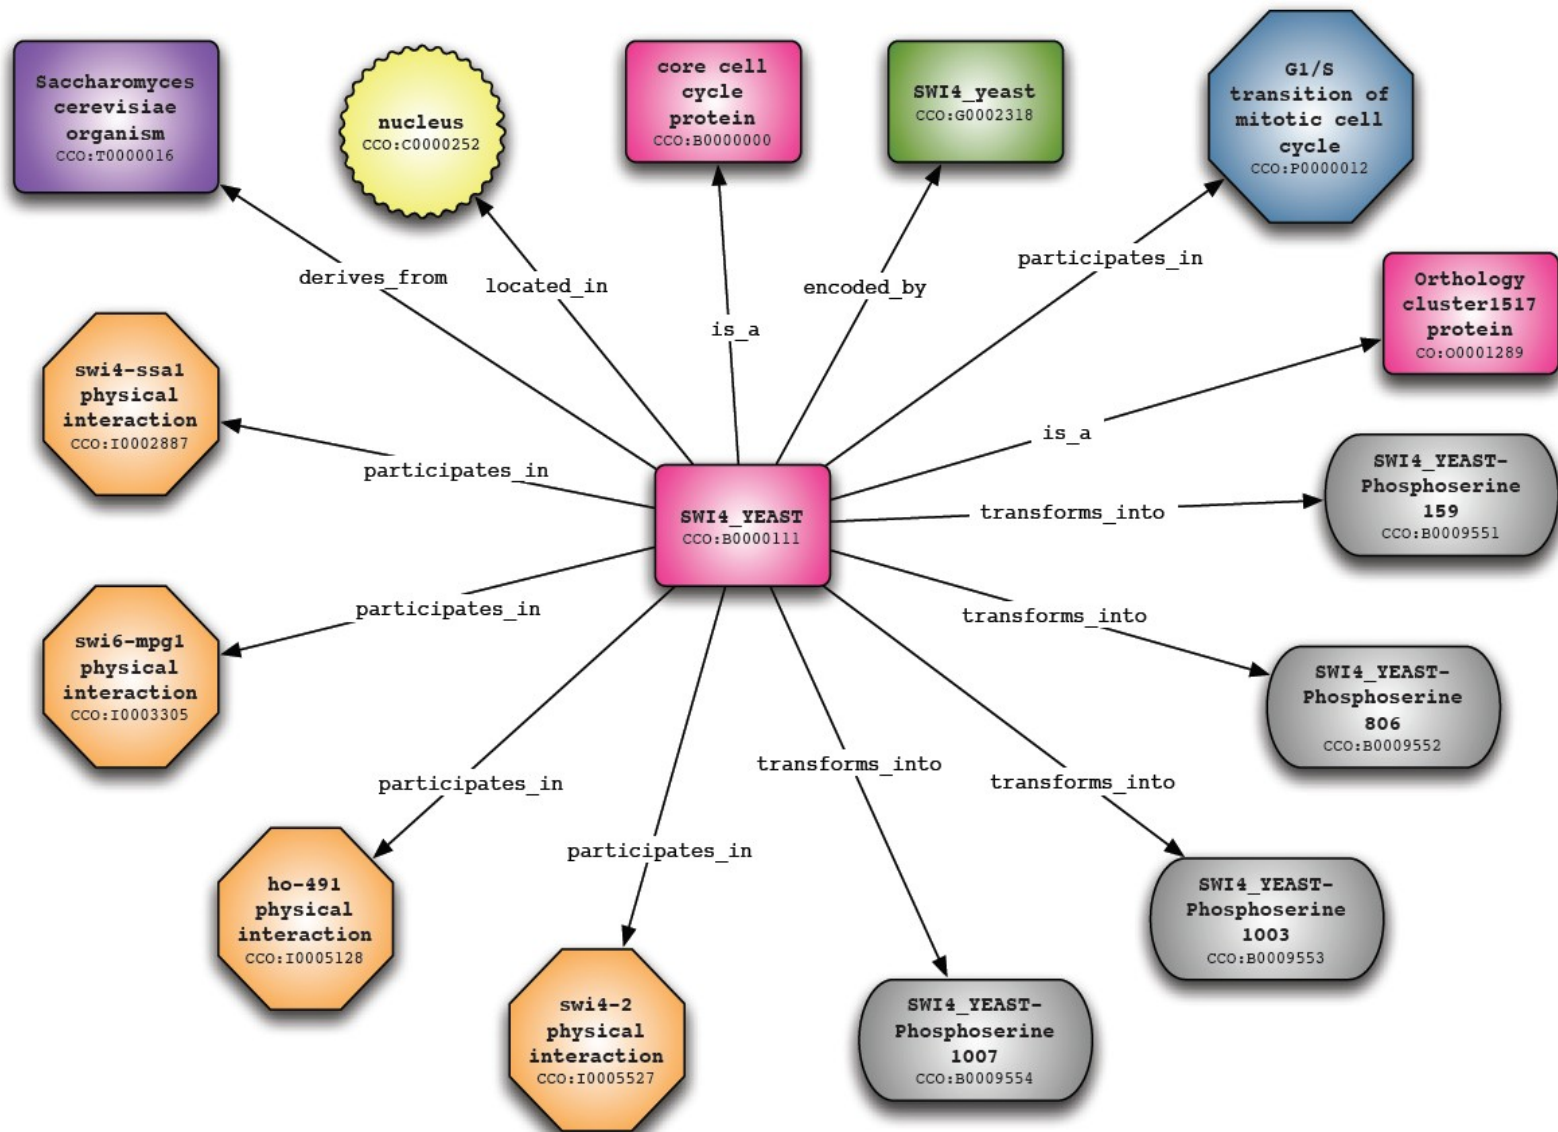 Saccharomyces
cerevisiae
organism
CCO:T0000016
nucleus
CCO:C0000252
core cell
cycle
protein
CCO:B0000000
SWI4_yeast
CCO:G0002318
G1/S
transition of
mitotic cell
cycle
CCO:P0000012
derives_from
located_in
is_a
encoded_by
participates_in
Orthology
cluster1517
protein
CO:O0001289
swi4-ssa1
physical
interaction
CCO:I0002887
participates_in
is_a
SWI4_YEAST
CCO:B0000111
transforms_into
SWI4_YEAST-
Phosphoserine
159
CCO:B0009551
swi6-mpg1
physical
interaction
CCO:I0003305
participates_in
transforms_into
SWI4_YEAST-
Phosphoserine
806
CCO:B0009552
participates_in
participates_in
transforms_into
transforms_into
ho-491
physical
interaction
CCO:I0005128
swi4-2
physical
interaction
CCO:I0005527
SWI4_YEAST-
Phosphoserine
1007
CCO:B0009554
SWI4_YEAST-
Phosphoserine
1003
CCO:B0009553